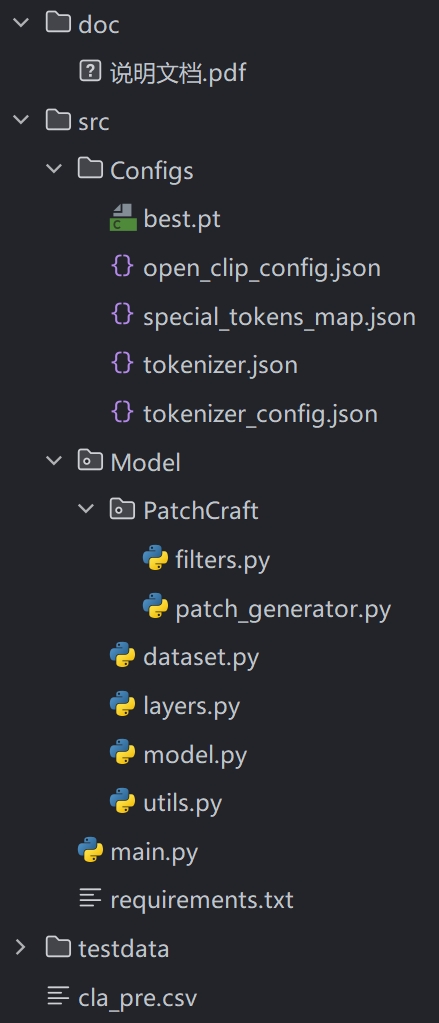 doc
说明文档.pdf
src
Configs
best.pt
open_clip_config.json
special_tokens_map.json
tokenizer.json
tokenizer_config.json
Model
PatchCraft
filters.py
patch_generator.py
dataset.py
layers.py
model.py
utils.py
main.py
requirements.txt
testdata
cla_pre.csv